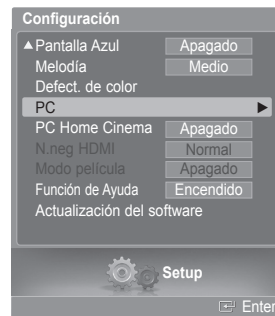 Configuración
▲Pantalla Azul Apagado
Melodía Medio
Defect. de color
PC ►
PC Home Cinema Apagado
N.neg HDMI Normal
Modo película Apagado
Función de Ayuda Encendido
Actualización del software
Setup
Enter